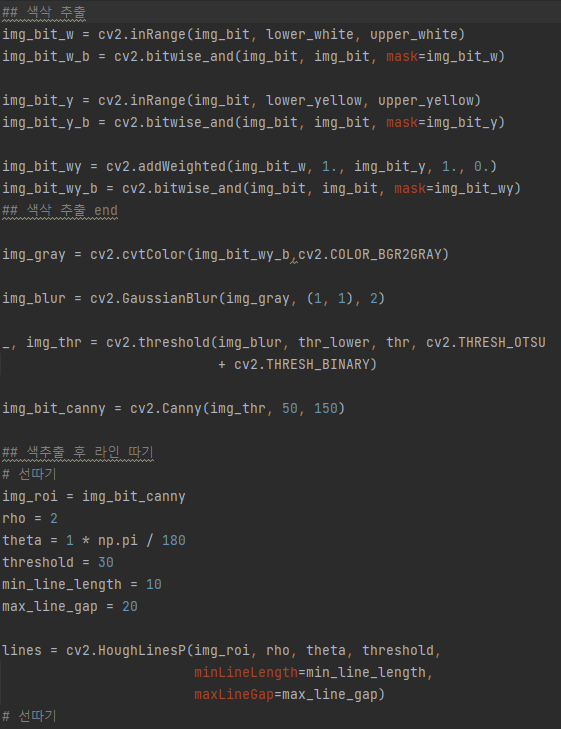 ## 색삭 추출
img_bit_w = cv2.inRange(img_bit, lower_white, upper_white)
img_bit_w_b = cv2.bitwise_and(img_bit, img_bit, mask=img_bit_w)
img_bit_y = cv2.inRange(img_bit, lower_yellow, upper_yellow)
img_bit_y_b = cv2.bitwise_and(img_bit, img_bit, mask=img_bit_y)
img_bit_wy = cv2.addWeighted(img_bit_w, 1., img_bit_y, 1., 0.)
img_bit_wy_b = cv2.bitwise_and(img_bit, img_bit, mask=img_bit_wy)
## 색삭 추출 end
img_gray = cv2.cvtColor(img_bit_wy_b,cv2.COLOR_BGR2GRAY)
img_blur = cv2.GaussianBlur(img_gray, (1, 1), 2)
_, img_thr = cv2.threshold(img_blur, thr_lower, thr, cv2.THRESH_OTSU
+ cv2.THRESH_BINARY)
img_bit_canny = cv2.Canny(img_thr, 50, 150)
## 색추출 후 라인 따기
# 선따기
img_roi = img_bit_canny
rho = 2
theta = 1 * np.pi / 180
threshold = 30
min_line_length = 10
max_line_gap = 20
lines = cv2.HoughLinesP(img_roi, rho, theta, threshold,
minLineLength=min_line_length,
maxLineGap=max_line_gap)
# 선따기